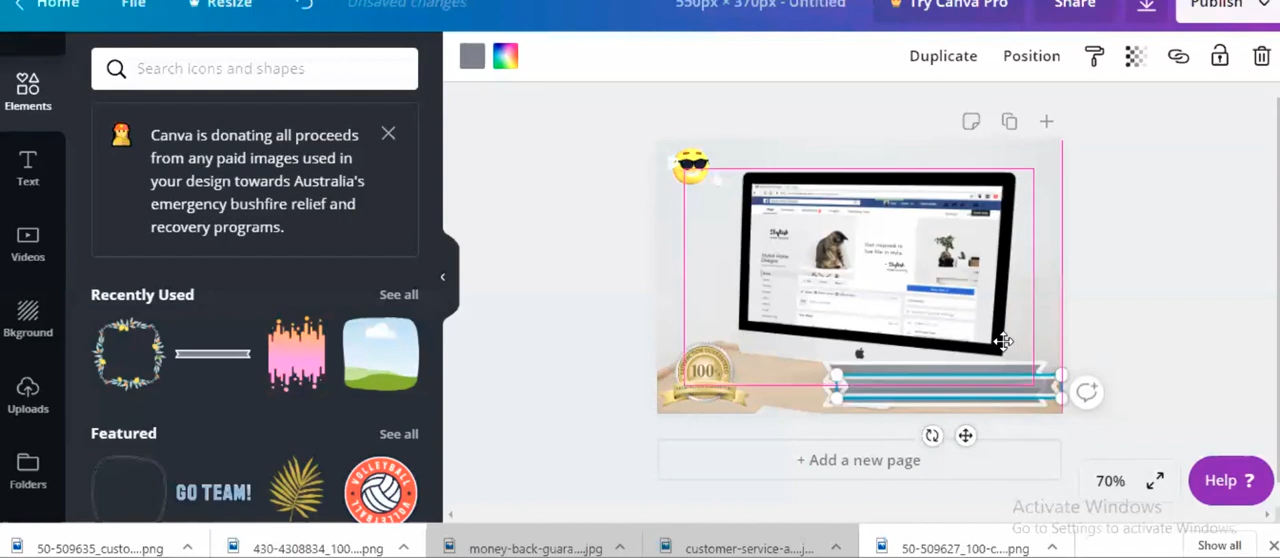 Home
File
Resize
Unsaved changes
550px × 370px - Untitled
Try Canva Pro
Share
Publish
Search icons and shapes
Duplicate
Position
Elements
Text
Videos
Bkground
Uploads
Folders
Canva is donating all proceeds
from any paid images used in
your design towards Australia's
emergency bushfire relief and
recovery programs.
Recently Used
See all
Featured
See all
GO TEAM!
VOLLEYBALL
Stylish
100%
+ Add a new page
70%
Help ?
Activate Windows
Go to Settings to activate Windows.
50-509635_custo....png
430-4308834_100....png
money-back-guara....jpg
customer-service-a....j...
50-509627_100-c....png
Show all